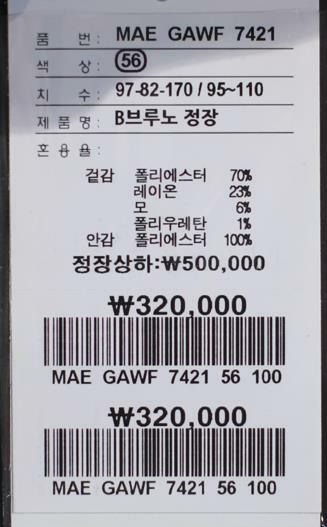 품 번: MAE GAWF 7421
색 상: 56
치 수: 97-82-170 / 95~110
제 품 명: B브루노 정장
혼 용 율:
겉감 폴리에스터 70%
레이온 23%
모 6%
폴리우레탄 1%
안감 폴리에스터 100%
정장상하:₩500,000
₩320,000
MAE GAWF 7421 56 100
₩320,000
MAE GAWF 7421 56 100